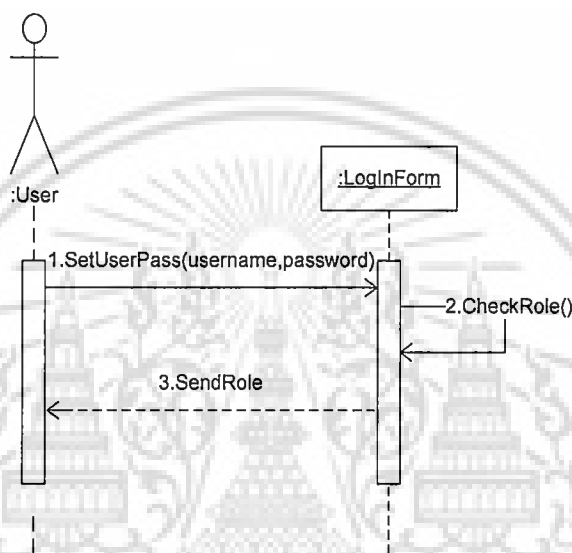 :User
:LogInForm
1.SetUserPass(username,password)
2.CheckRole()
3.SendRole